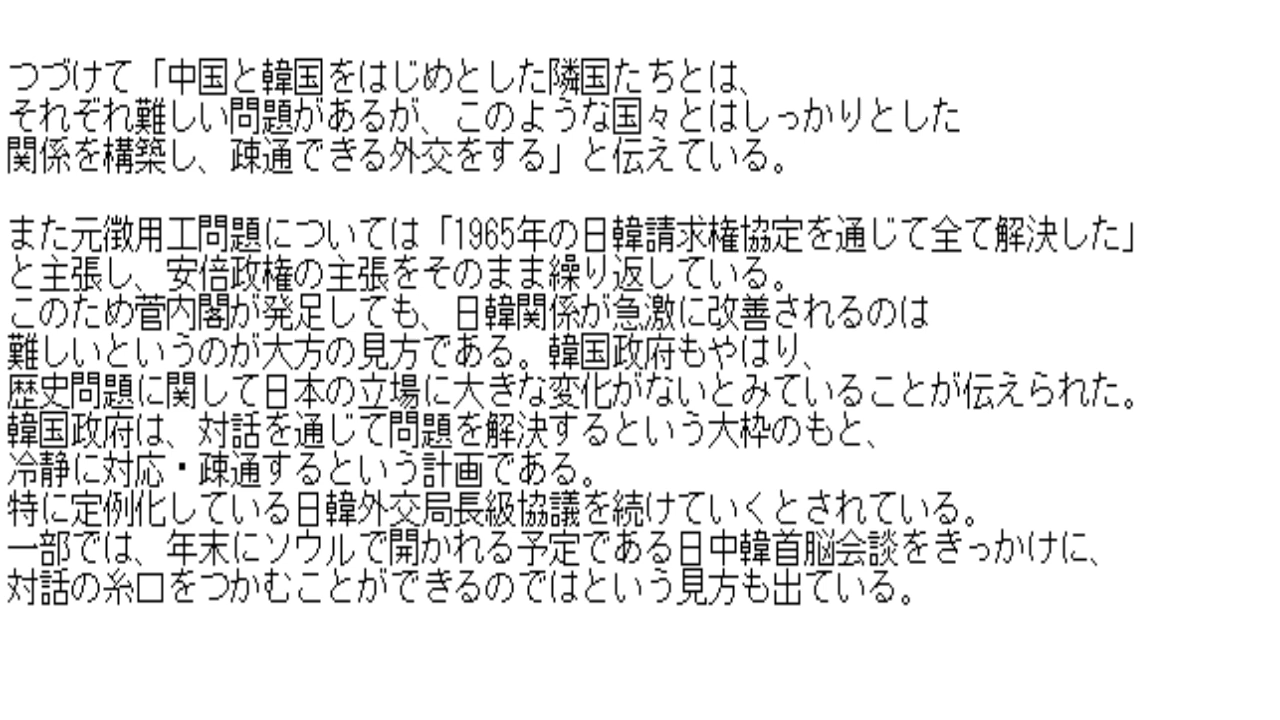 つづけて「中国と韓国をはじめとした隣国たちとは、
それぞれ難しい問題があるが、このような国々とはしっかりとした
関係を構築し、疎通できる外交をする」と伝えている。
また元徴用工問題については「1965年の日韓請求権協定を通じて全て解決した」
と主張し、安倍政権の主張をそのまま繰り返している。
このため菅内閣が発足しても、日韓関係が急激に改善されるのは
難しいというのが大方の見方である。韓国政府もやはり、
歴史問題に関して日本の立場に大きな変化がないとみていることが伝えられた。
韓国政府は、対話を通じて問題を解決するという大枠のもと、
冷静に対応・疎通するという計画である。
特に定例化している日韓外交局長級協議を続けていくとされている。
一部では、年末にソウルで開かれる予定である日中韓首脳会談をきっかけに、
対話の糸口をつかむことができるのではという見方も出ている。